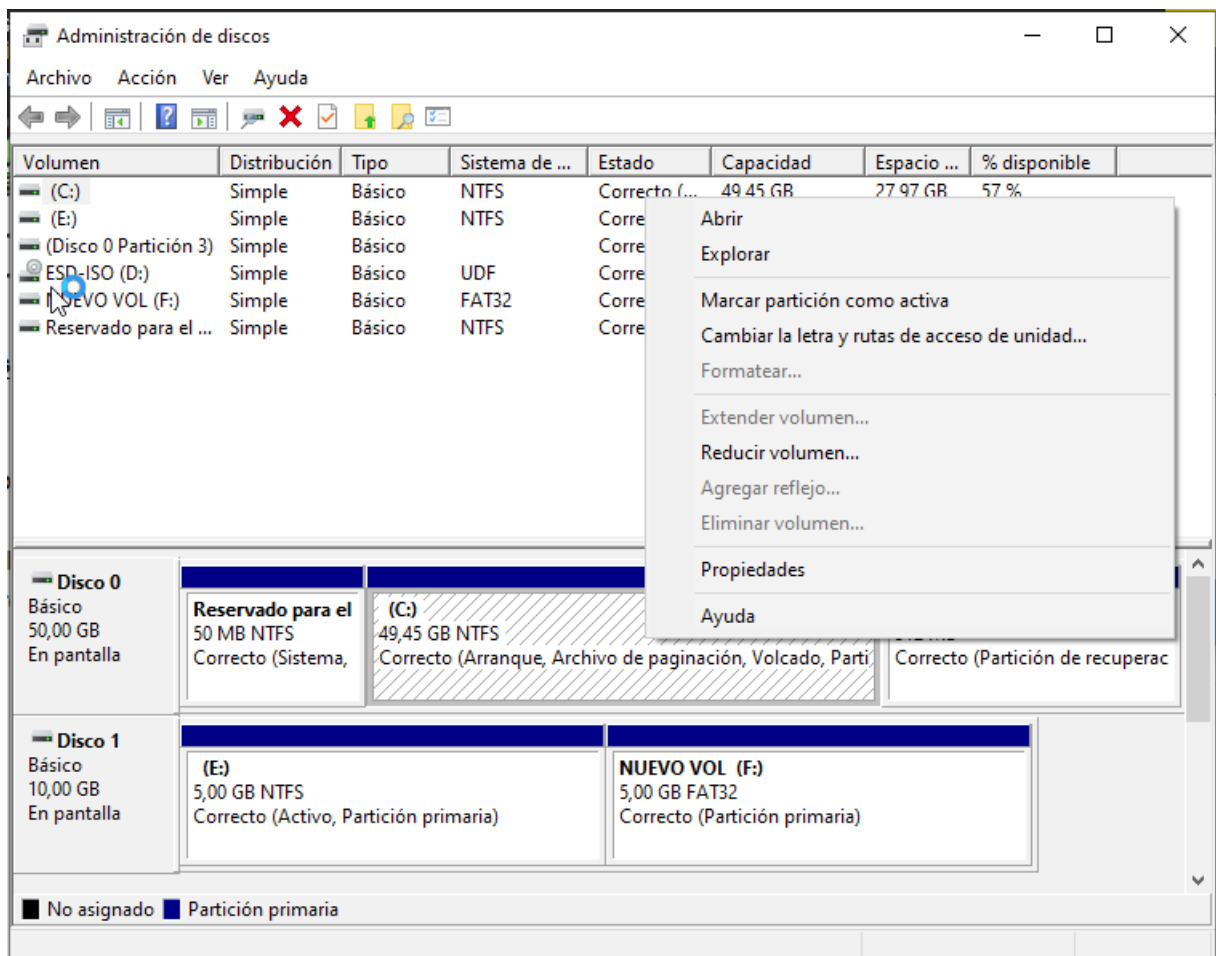 Administración de discos
Archivo Acción Ver Ayuda
Volumen Distribución Tipo Sistema de ... Estado Capacidad Espacio ... % disponible
(C:) Simple Básico NTFS Correcto (... 49,45 GB 27,97 GB 57 %
(E:) Simple Básico NTFS Corre
(Disco 0 Partición 3) Simple Básico Corre
ESD-ISO (D:) Simple Básico UDF Corre
NUEVO VOL (F:) Simple Básico FAT32 Corre
Reservado para el ... Simple Básico NTFS Corre
Abrir
Explorar
Marcar partición como activa
Cambiar la letra y rutas de acceso de unidad...
Formatear...
Extender volumen...
Reducir volumen...
Agregar reflejo...
Eliminar volumen...
Propiedades
Ayuda
Disco 0
Básico
50,00 GB
En pantalla
Reservado para el
50 MB NTFS
Correcto (Sistema,
(C:)
49,45 GB NTFS
Correcto (Arranque, Archivo de paginación, Volcado, Parti
Correcto (Partición de recuperac
Disco 1
Básico
10,00 GB
En pantalla
(E:)
5,00 GB NTFS
Correcto (Activo, Partición primaria)
NUEVO VOL (F:)
5,00 GB FAT32
Correcto (Partición primaria)
No asignado Partición primaria